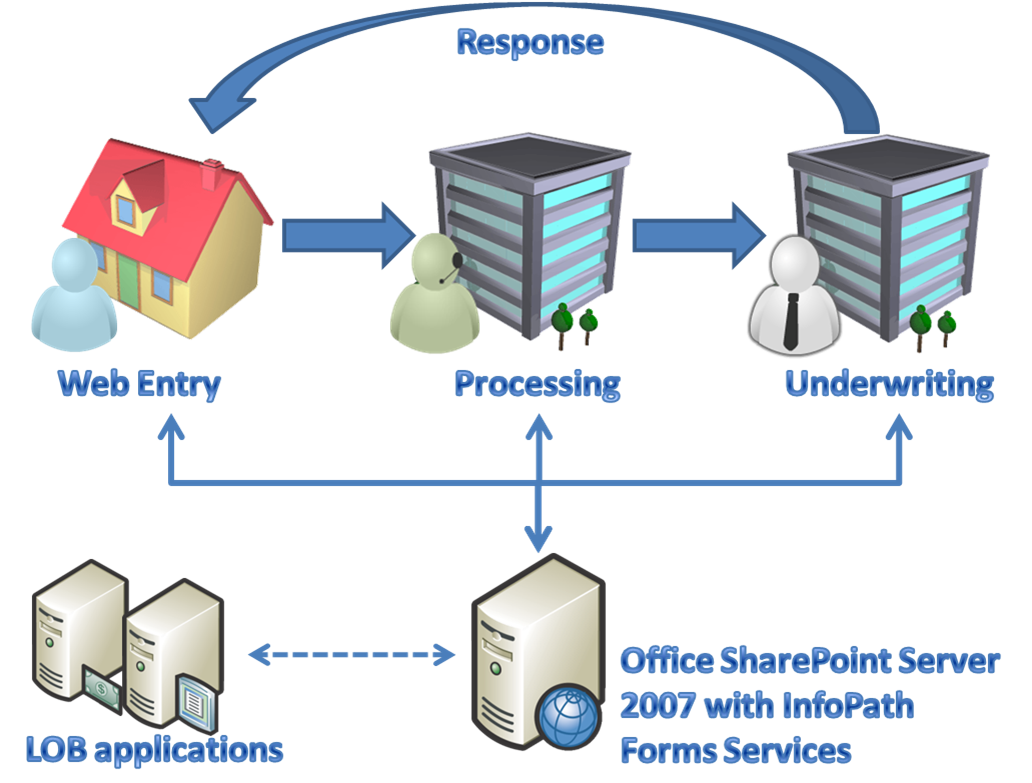 Response
Web Entry
Processing
Underwriting
Office SharePoint Server
2007 with InfoPath
Forms Services
LOB applications